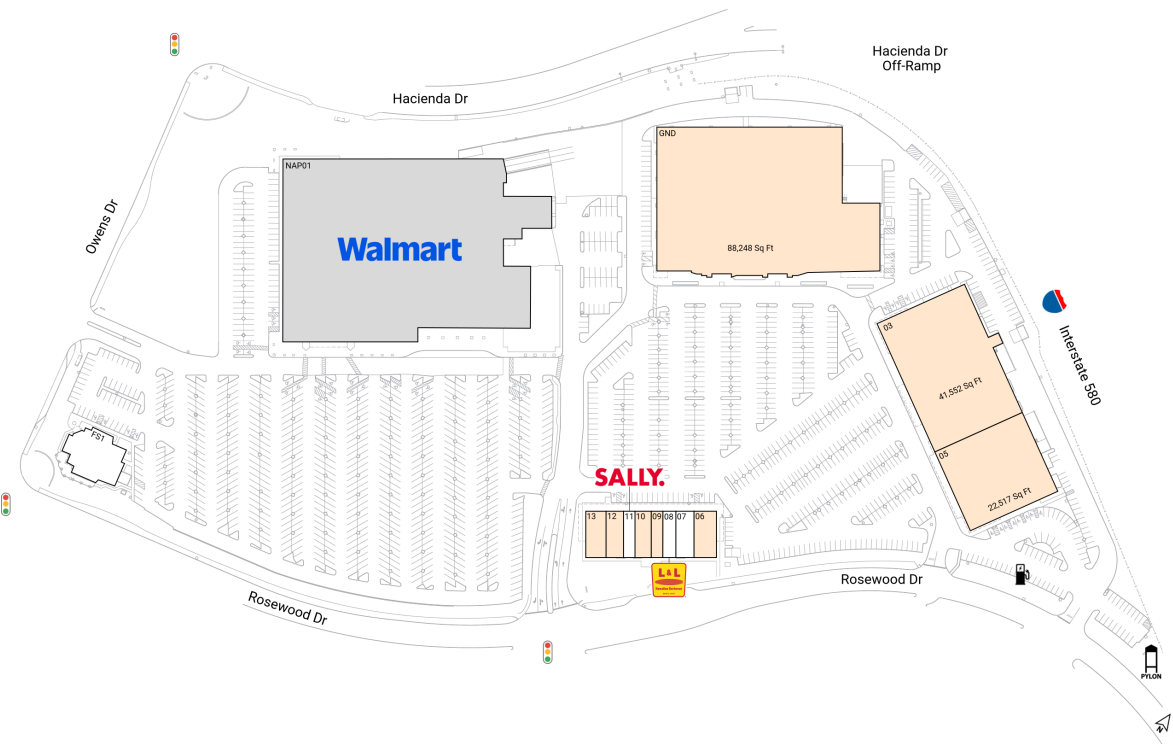 Hacienda Dr
Off-Ramp
Hacienda Dr
GND
NAP01
Owens Dr
Walmart
88,248 Sq Ft
03
Interstate 580
41,552 Sq Ft
FS1
05
SALLY.
22,517 Sq Ft
13
12
11
10
09
08
07
06
L&L
Rosewood Dr
Rosewood Dr
PYLON
N